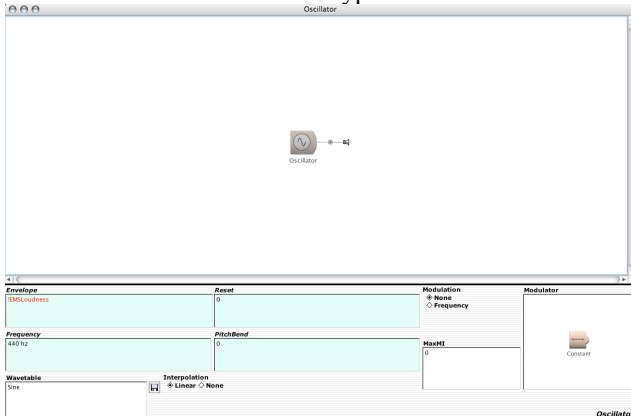 Oscillator
Oscillator
Envelope
!EMSLoudness
Reset
0
Modulation
None
Frequency
Modulator
Constant
Frequency
440 hz
PitchBend
0
MaxMI
0
Wavetable
Sine
Interpolation
Linear None
Oscillato